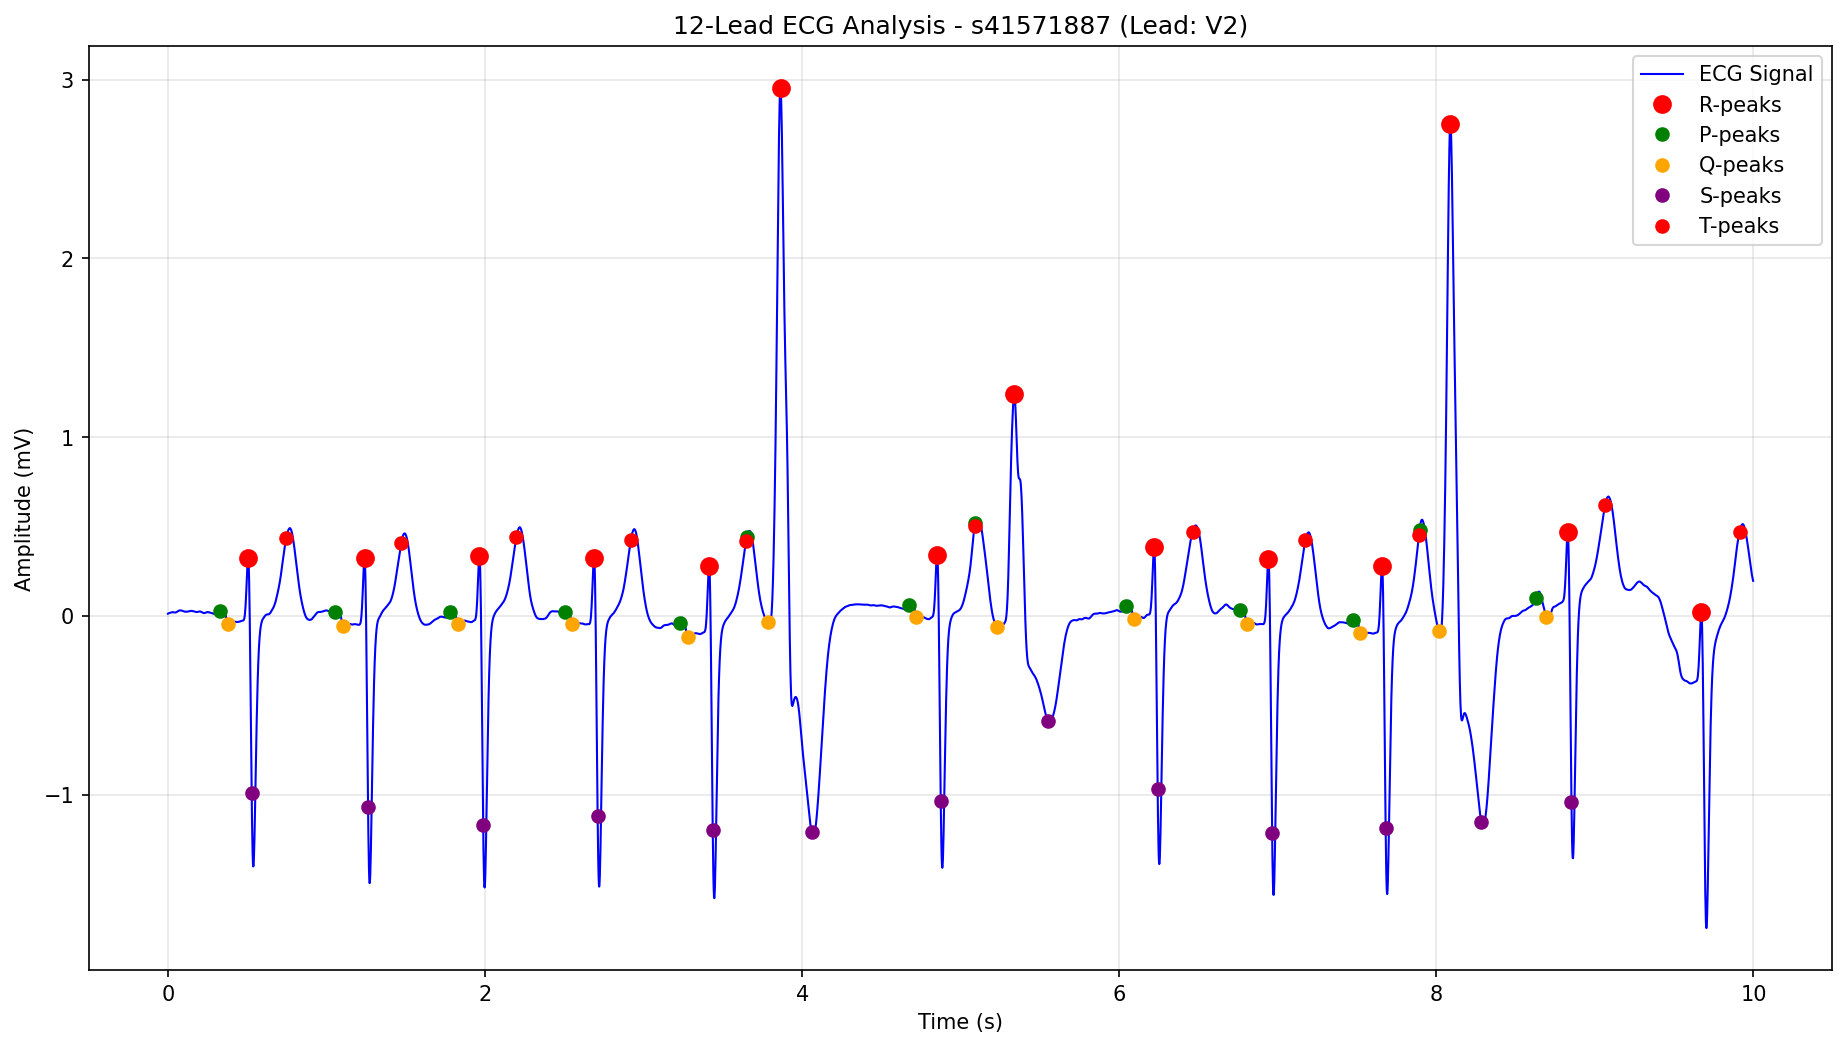 12-Lead ECG Analysis - s41571887 (Lead: V2)
ECG Signal
R-peaks
P-peaks
Q-peaks
S-peaks
T-peaks
Amplitude (mV)
3
2
1
0
−1
0
2
4
6
8
10
Time (s)